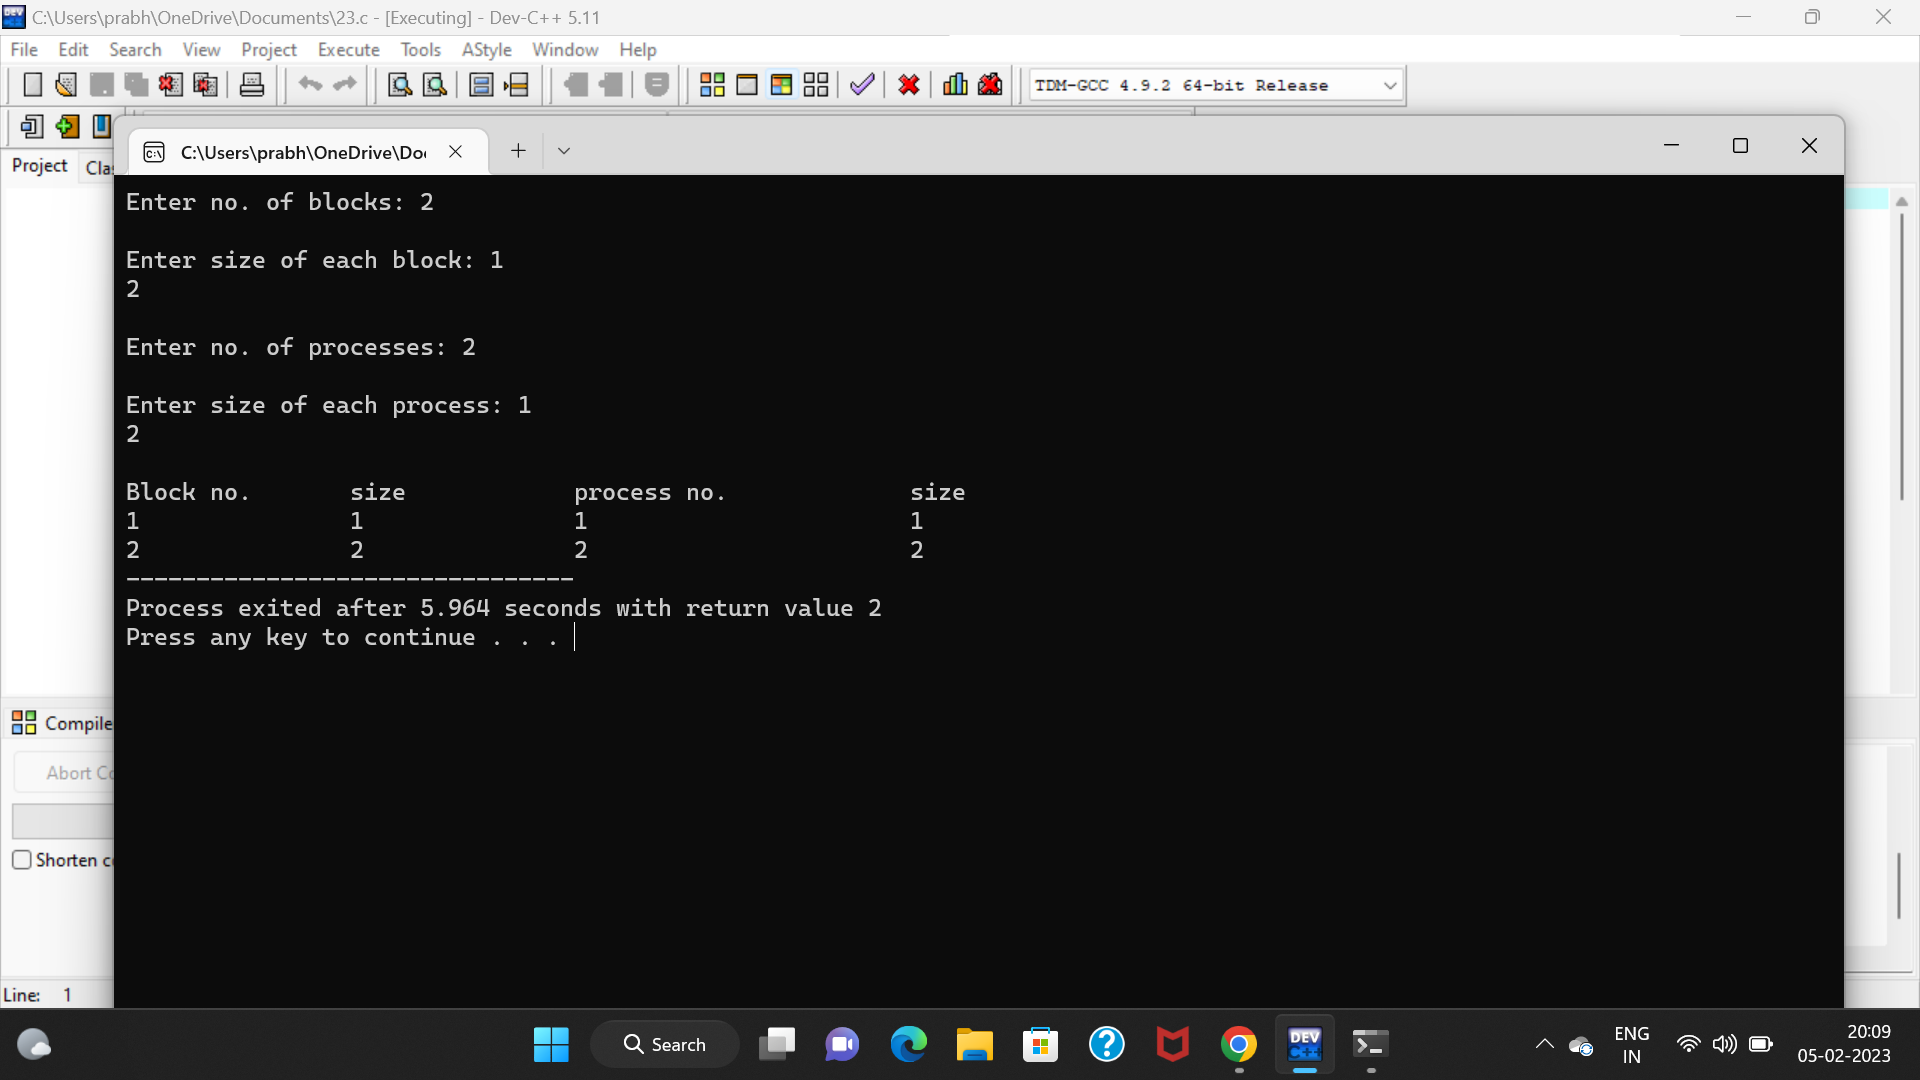 C:\Users\prabh\OneDrive\Documents\23.c - [Executing] - Dev-C++ 5.11
File Edit Search View Project Execute Tools AStyle Window Help
TDM-GCC 4.9.2 64-bit Release
Project Clas
C:\Users\prabh\OneDrive\Doc
Enter no. of blocks: 2
Enter size of each block: 1
2
Enter no. of processes: 2
Enter size of each process: 1
2
Block no. size process no. size
1 1 1 1
2 2 2 2
--------------------------------
Process exited after 5.964 seconds with return value 2
Press any key to continue . . .
Compile
Abort Co
Shorten co
Line: 1
Search
DEV C++
ENG
IN
20:09
05-02-2023